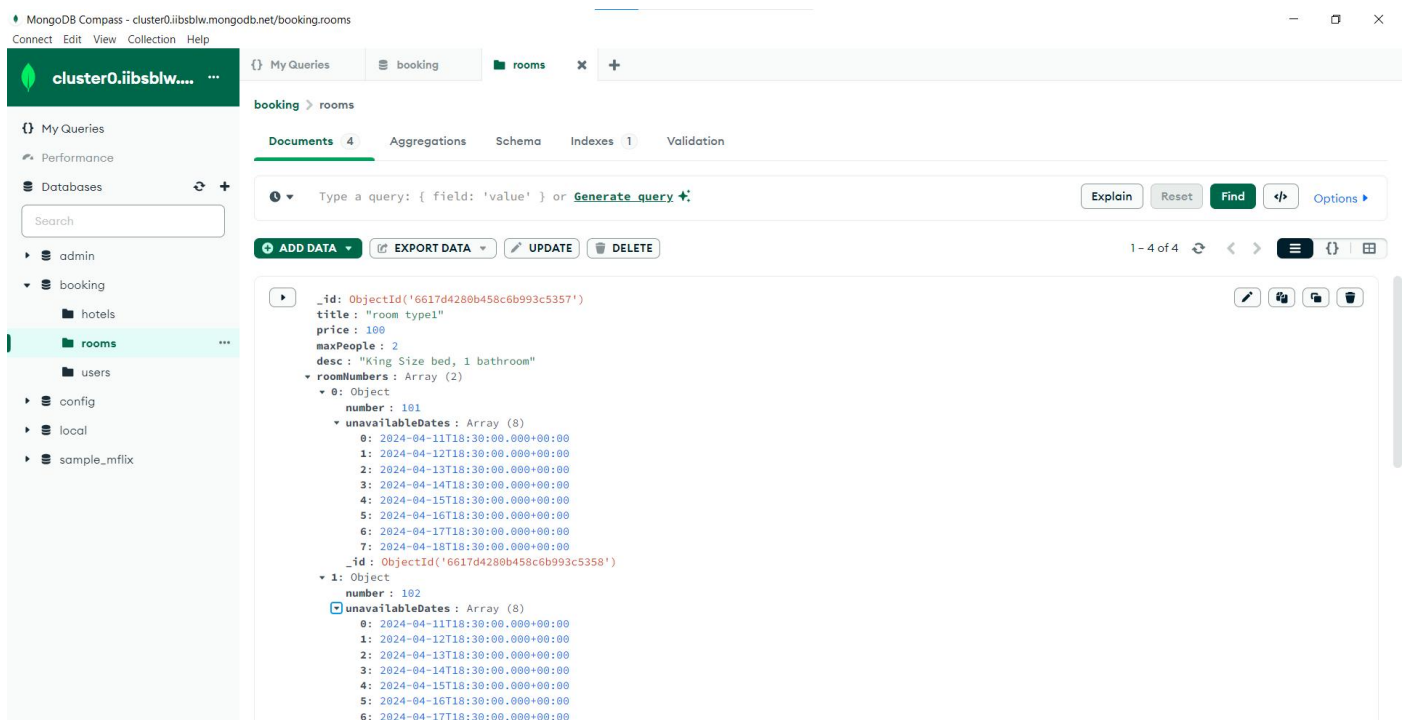 MongoDB Compass - cluster0.iibsblw.mongodb.net/booking.rooms
Connect Edit View Collection Help
cluster0.iibsblw.... ...
{} My Queries
Performance
Databases
Search
admin
booking
hotels
rooms ...
users
config
local
sample_mflix
{} My Queries booking rooms × +
booking > rooms
Documents 4 Aggregations Schema Indexes 1 Validation
Type a query: { field: 'value' } or Generate query Explain Reset Find </> Options
ADD DATA EXPORT DATA UPDATE DELETE 1 – 4 of 4 {}
_id: ObjectId('6617d4280b458c6b993c5357')
title : "room type1"
price : 100
maxPeople : 2
desc : "King Size bed, 1 bathroom"
roomNumbers : Array (2)
0: Object
number : 101
unavailableDates : Array (8)
0: 2024-04-11T18:30:00.000+00:00
1: 2024-04-12T18:30:00.000+00:00
2: 2024-04-13T18:30:00.000+00:00
3: 2024-04-14T18:30:00.000+00:00
4: 2024-04-15T18:30:00.000+00:00
5: 2024-04-16T18:30:00.000+00:00
6: 2024-04-17T18:30:00.000+00:00
7: 2024-04-18T18:30:00.000+00:00
_id : ObjectId('6617d4280b458c6b993c5358')
1: Object
number : 102
unavailableDates : Array (8)
0: 2024-04-11T18:30:00.000+00:00
1: 2024-04-12T18:30:00.000+00:00
2: 2024-04-13T18:30:00.000+00:00
3: 2024-04-14T18:30:00.000+00:00
4: 2024-04-15T18:30:00.000+00:00
5: 2024-04-16T18:30:00.000+00:00
6: 2024-04-17T18:30:00.000+00:00